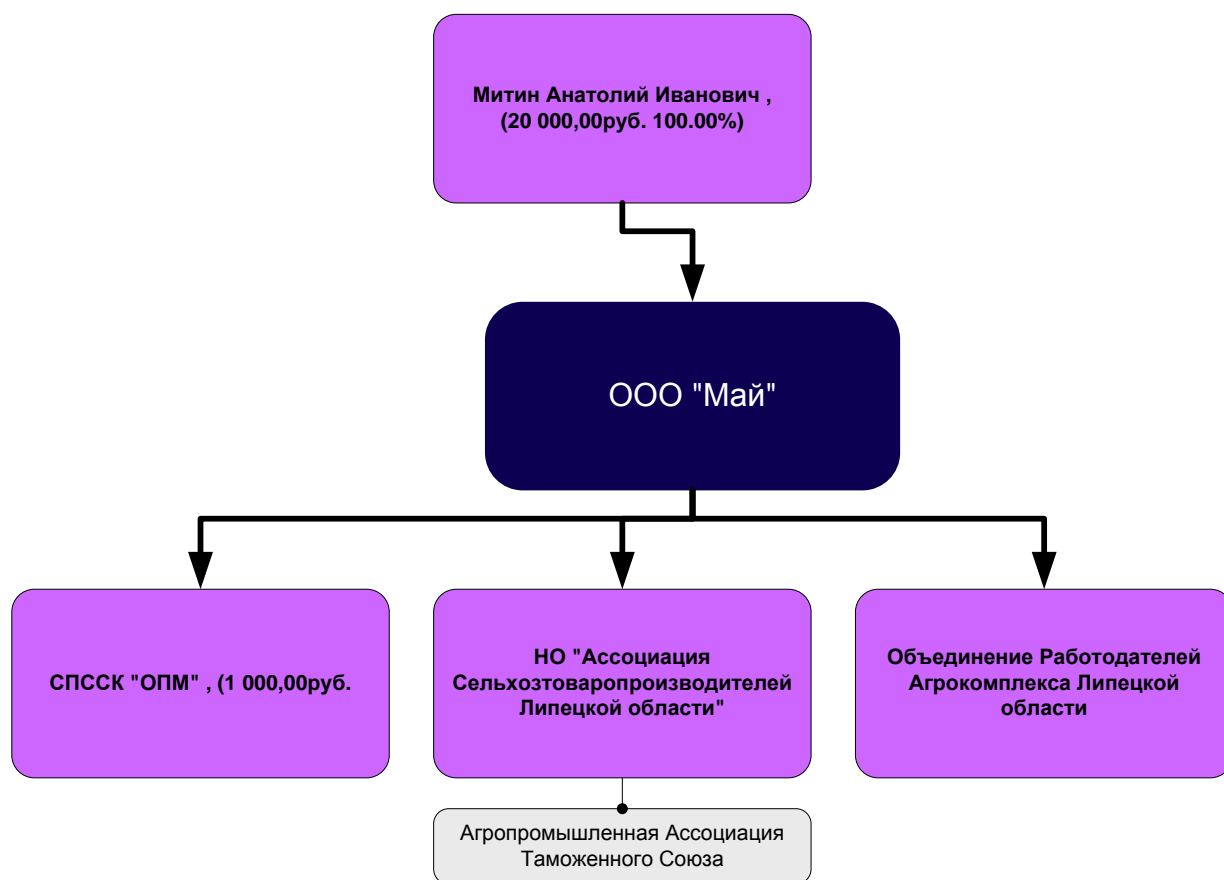 Митин Анатолий Иванович ,
(20 000,00руб. 100.00%)
ООО "Май"
СПССК "ОПМ" , (1 000,00руб.
НО "Ассоциация
Сельхозтоваропроизводителей
Липецкой области"
Объединение Работодателей
Агрокомплекса Липецкой
области
Агропромышленная Ассоциация
Таможенного Союза